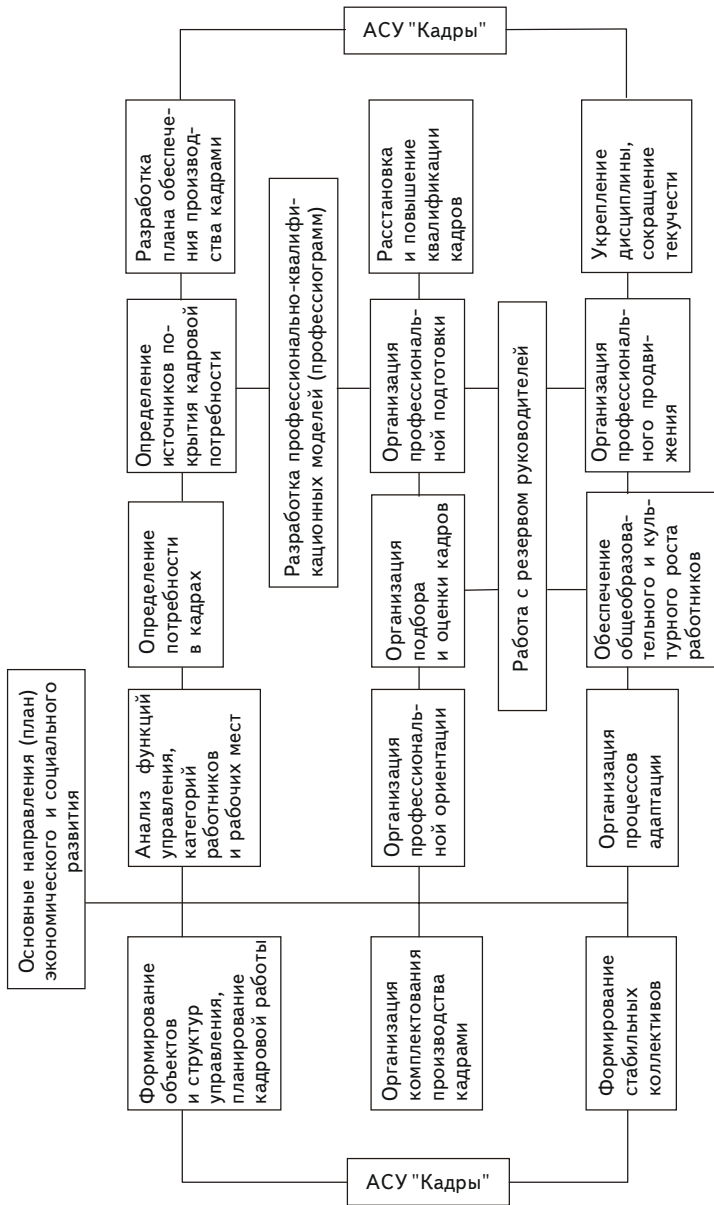 Основные направления (план)
экономического и социального
развития
АСУ "Кадры"
Формирование
объектов
и структур
управления,
планирование
кадровой работы
Анализ функций
управления,
категорий
работников
и рабочих мест
Определение
потребности
в кадрах
Определение
источников по-
крытия кадровой
потребности
Разработка
плана обеспече-
ния производ-
ства кадрами
АСУ "Кадры"
Разработка профессионально-квалифи-
кационных моделей (профессиограмм)
Организация
комплектования
производства
кадрами
Организация
профессиональ-
ной ориентации
Организация
подбора
и оценки кадров
Организация
профессиональ-
ной подготовки
Расстановка
и повышение
квалификации
кадров
Работа с резервом руководителей
Формирование
стабильных
коллективов
Организация
процессов
адаптации
Обеспечение
общеобразова-
тельного и куль-
турного роста
работников
Организация
профессиональ-
ного продви-
жения
Укрепление
дисциплины,
сокращение
текучести